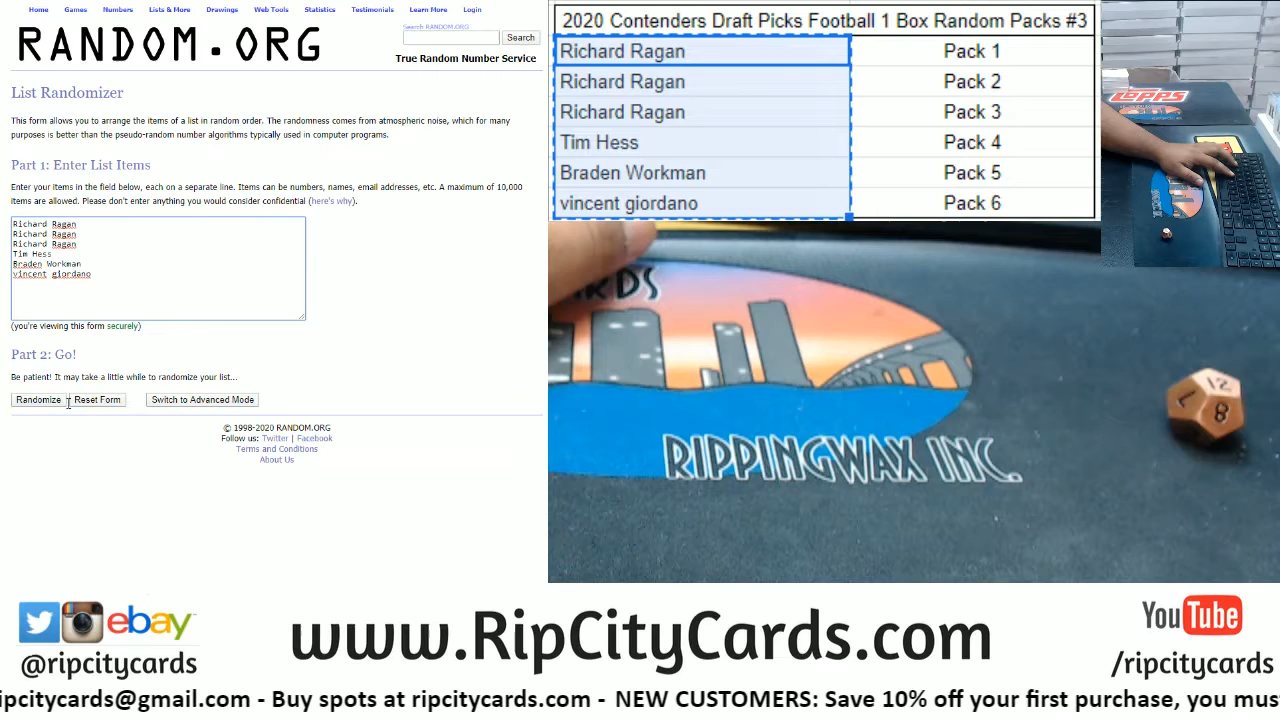 Home Games Numbers Lists & More Drawings Web Tools Statistics Testimonials Learn More Login
RANDOM.ORG
Search RANDOM.ORG
Search
True Random Number Service
List Randomizer
This form allows you to arrange the items of a list in random order. The randomness comes from atmospheric noise, which for many
purposes is better than the pseudo-random number algorithms typically used in computer programs.
Part 1: Enter List Items
Enter your items in the field below, each on a separate line. Items can be numbers, names, email addresses, etc. A maximum of 10,000
items are allowed. Please don't enter anything you would consider confidential (here's why).
Richard Ragan
Richard Ragan
Richard Ragan
Tim Hess
Braden Workman
vincent giordano
(you're viewing this form securely)
Part 2: Go!
Be patient! It may take a little while to randomize your list...
Randomize Reset Form Switch to Advanced Mode
© 1998-2020 RANDOM.ORG
Follow us: Twitter | Facebook
Terms and Conditions
About Us
2020 Contenders Draft Picks Football 1 Box Random Packs #3
Richard Ragan Pack 1
Richard Ragan Pack 2
Richard Ragan Pack 3
Tim Hess Pack 4
Braden Workman Pack 5
vincent giordano Pack 6
topps
ARDS
RIPPINGWAX INC.
12
7
8
ebay
@ripcitycards
www.RipCityCards.com
YouTube
/ripcitycards
ipcitycards@gmail.com - Buy spots at ripcitycards.com - NEW CUSTOMERS: Save 10% off your first purchase, you mus